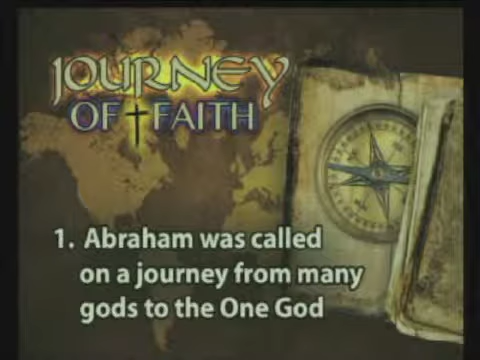 JOURNEY
OF FAITH
1. Abraham was called
on a journey from many
gods to the One God